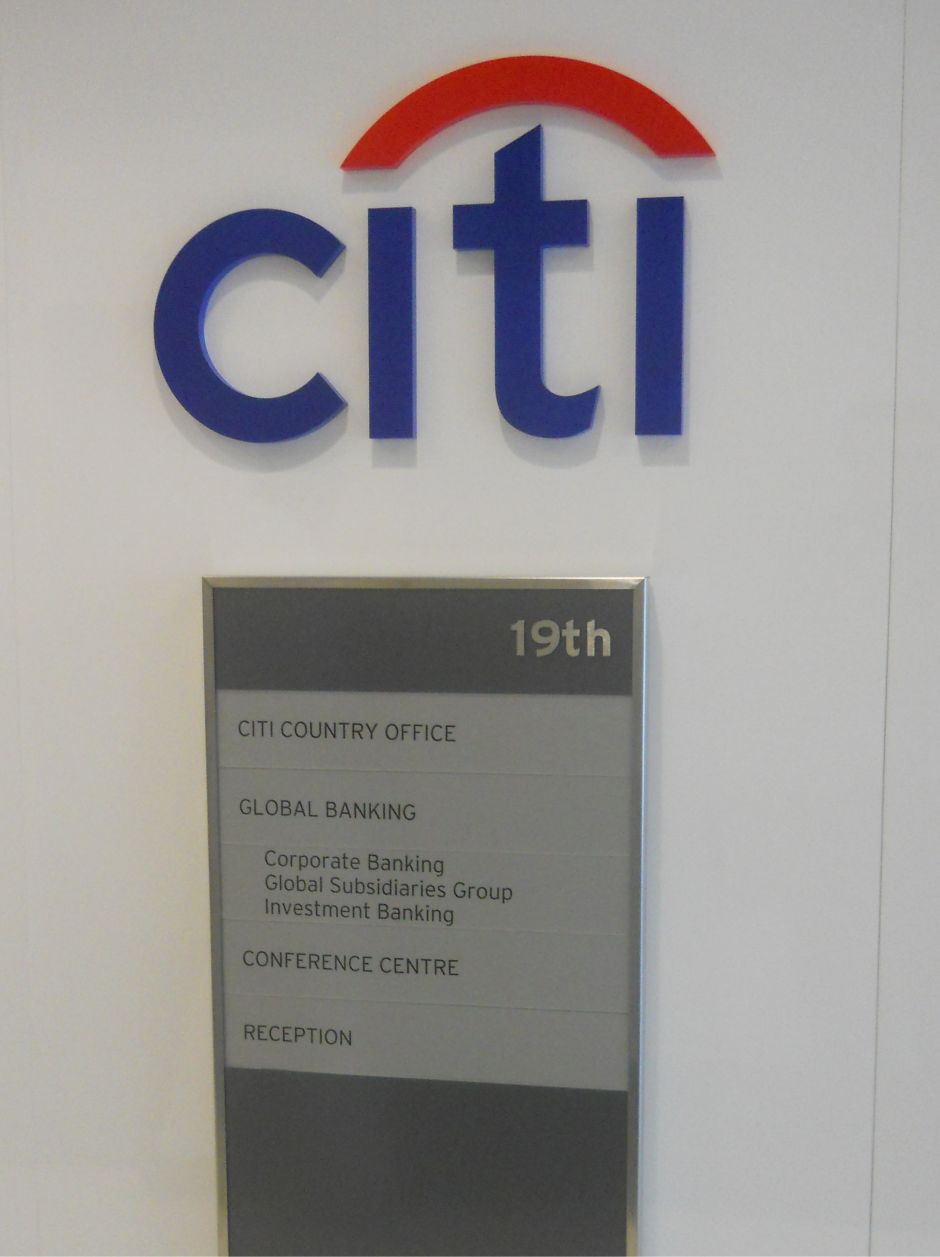 citi
19th
CITI COUNTRY OFFICE
GLOBAL BANKING
Corporate Banking
Global Subsidiaries Group
Investment Banking
CONFERENCE CENTRE
RECEPTION